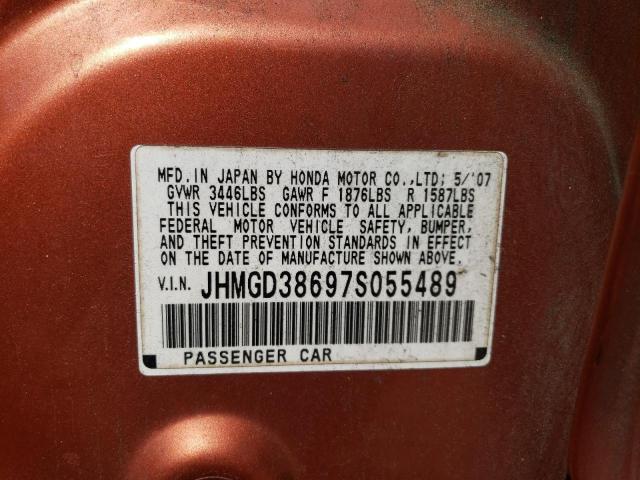 MFD. IN JAPAN BY HONDA MOTOR CO.,LTD; 5/'07
GVWR 3446LBS GAWR F 1876LBS R 1587LBS
THIS VEHICLE CONFORMS TO ALL APPLICABLE
FEDERAL MOTOR VEHICLE SAFETY, BUMPER,
AND THEFT PREVENTION STANDARDS IN EFFECT
ON THE DATE OF MANUFACTURE SHOWN ABOVE.
V.I.N. JHMGD38697S055489
PASSENGER CAR